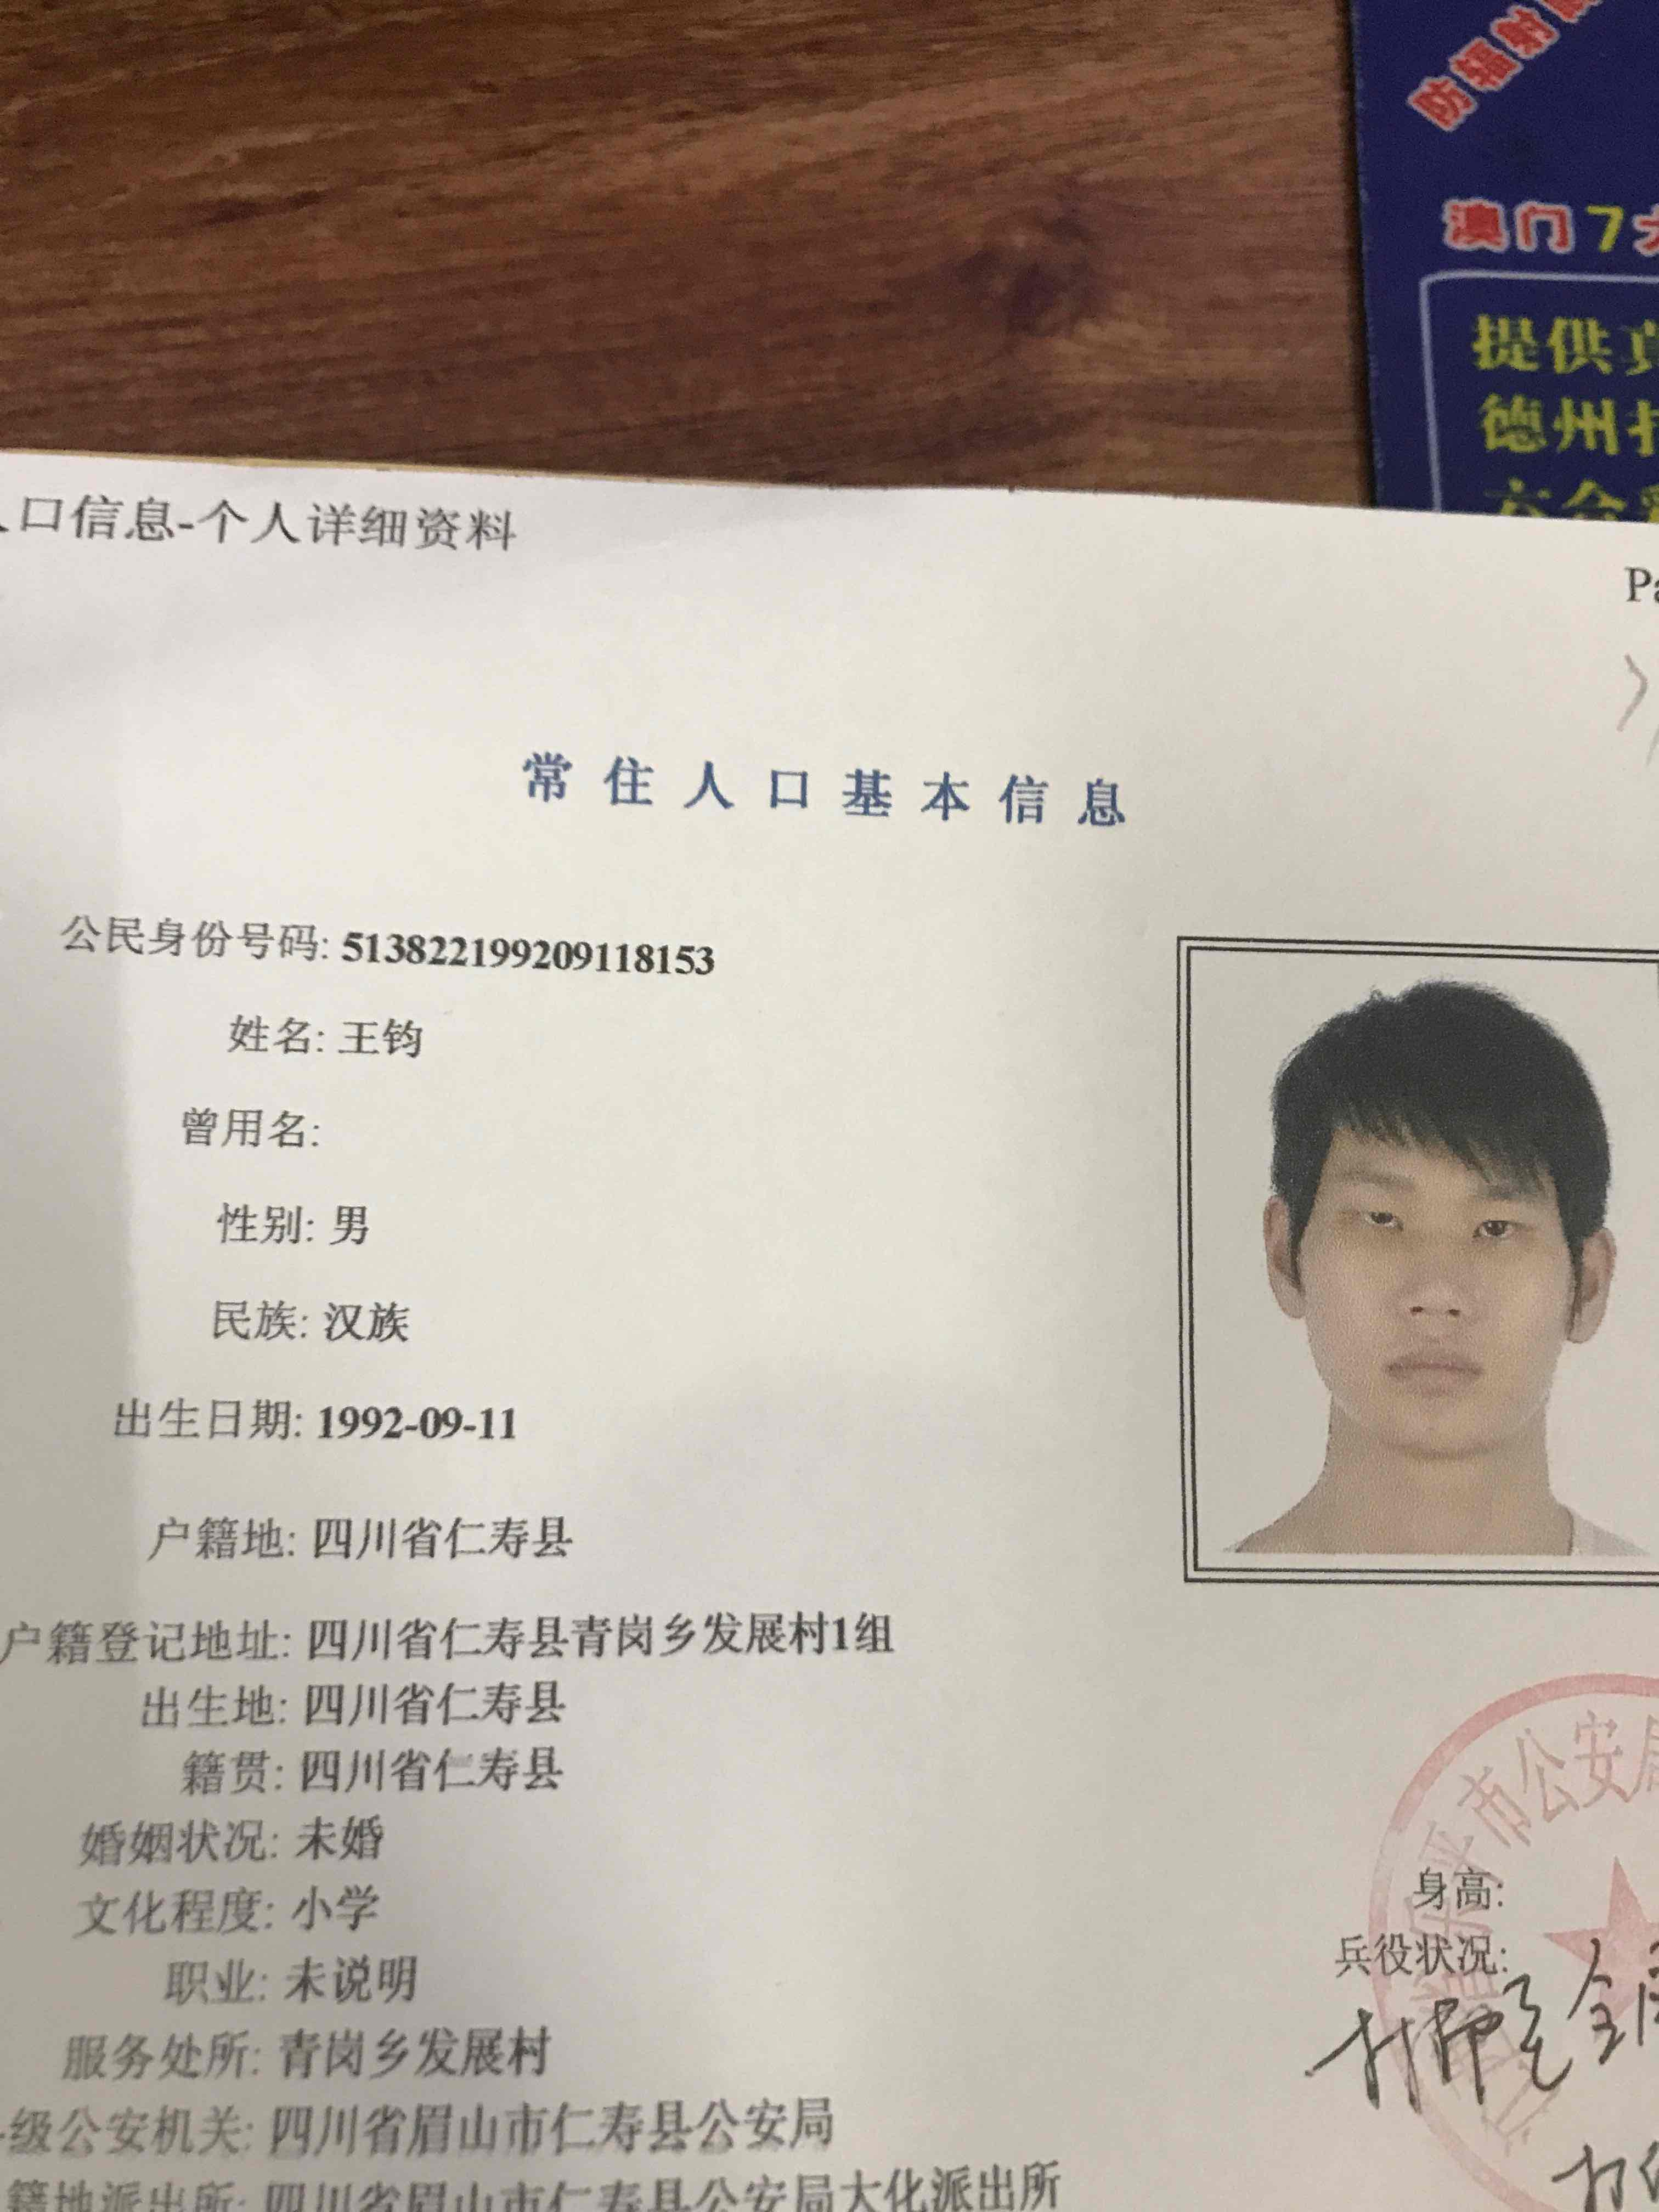 防辐射
澳门7
提供
德州
口信息-个人详细资料
常住人口基本信息
公民身份号码: 513822199209118153
姓名: 王钧
曾用名:
性别: 男
民族: 汉族
出生日期: 1992-09-11
户籍地: 四川省仁寿县
户籍登记地址: 四川省仁寿县青岗乡发展村1组
出生地: 四川省仁寿县
籍贯: 四川省仁寿县
婚姻状况: 未婚
市公安局
文化程度: 小学
身高:
职业: 未说明
兵役状况:
服务处所: 青岗乡发展村
级公安机关: 四川省眉山市仁寿县公安局
籍地派出所: 四川省眉山市仁寿县公安局大化派出所